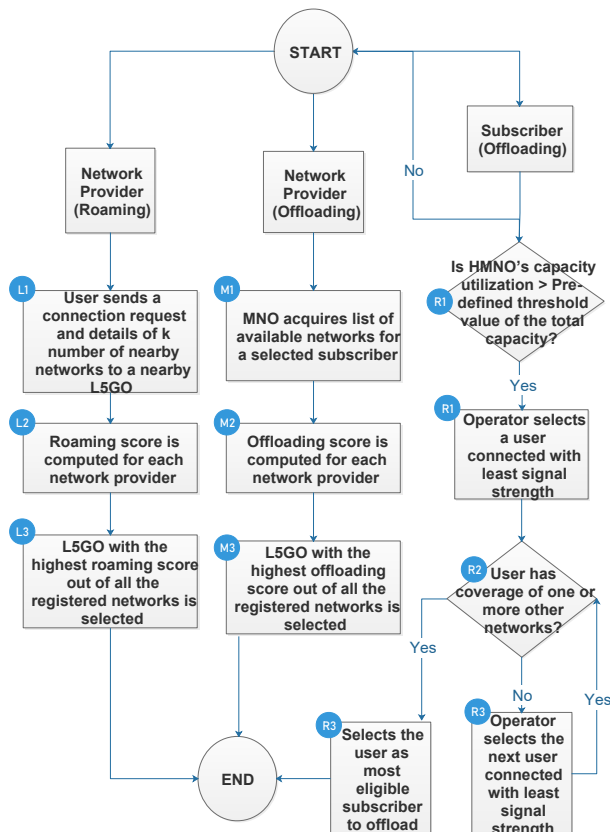 START
Network
Provider
(Roaming)
L1
User sends a
connection request
and details of k
number of nearby
networks to a nearby
L5GO
L2
Roaming score is
computed for each
network provider
L3
L5GO with the
highest roaming score
out of all the
registered networks is
selected
Network
Provider
(Offloading)
M1
MNO acquires list of
available networks for
a selected subscriber
M2
Offloading score is
computed for each
network provider
M3
L5GO with the
highest offloading
score out of all the
registered networks is
selected
Subscriber
(Offloading)
No
R1
Is HMNO's capacity
utilization > Pre-
defined threshold
value of the total
capacity?
Yes
R1
Operator selects
a user
connected with
least signal
strength
R2
User has
coverage of one or
more other
networks?
Yes
No
Yes
R3
Selects the
user as
most
eligible
subscriber
to offload
R3
Operator
selects the
next user
connected
with least
signal
strength
END